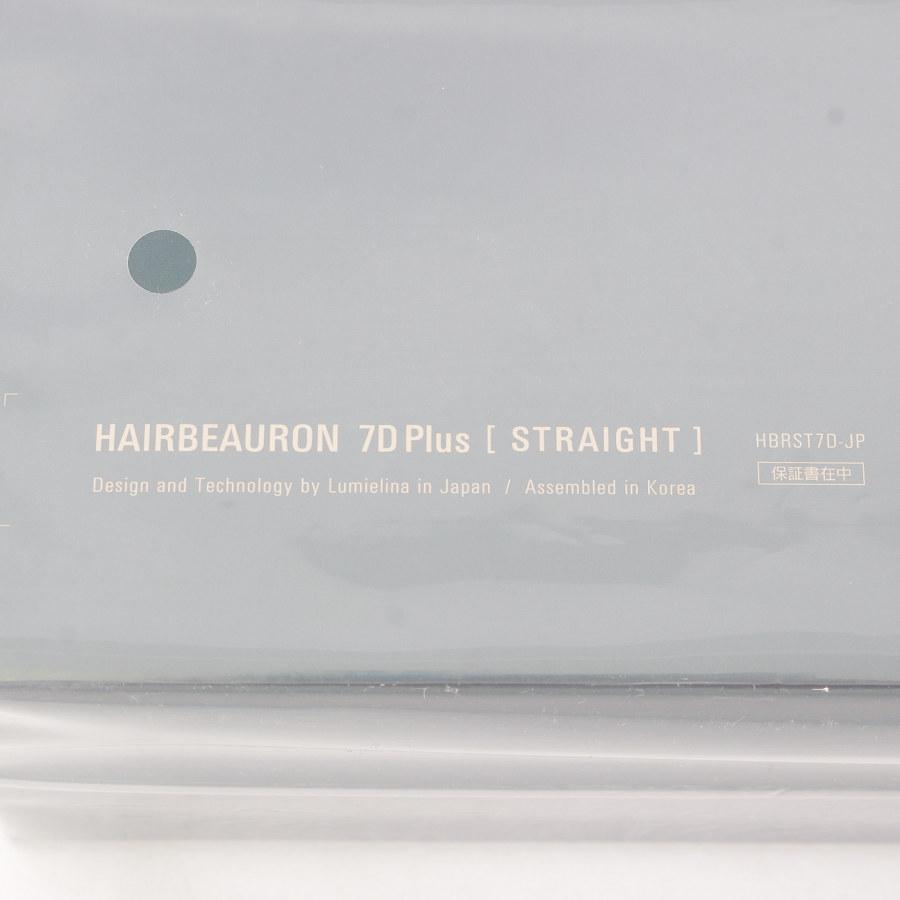 HAIRBEAURON 7D Plus [ STRAIGHT ] HBRST7D-JP
Design and Technology by Lumielina in Japan / Assembled in Korea 保証書在中